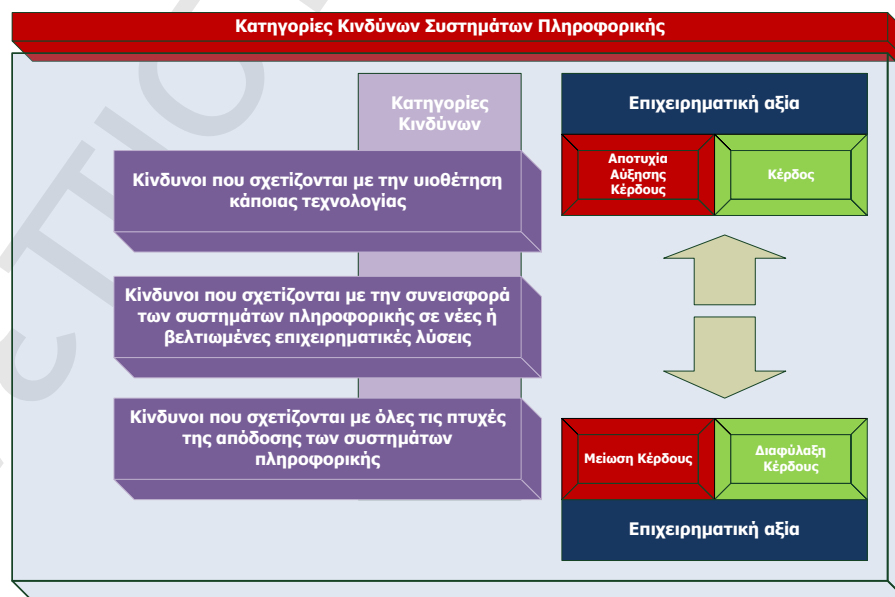 Κατηγορίες Κινδύνων Συστημάτων Πληροφορικής
Κατηγορίες
Κινδύνων
Κίνδυνοι που σχετίζονται με την υιοθέτηση
κάποιας τεχνολογίας
Κίνδυνοι που σχετίζονται με την συνεισφορά
των συστημάτων πληροφορικής σε νέες ή
βελτιωμένες επιχειρηματικές λύσεις
Κίνδυνοι που σχετίζονται με όλες τις πτυχές
της απόδοσης των συστημάτων
πληροφορικής
Επιχειρηματική αξία
Αποτυχία
Αύξησης
Κέρδους
Κέρδος
Μείωση Κέρδους
Διαφύλαξη
Κέρδους
Επιχειρηματική αξία